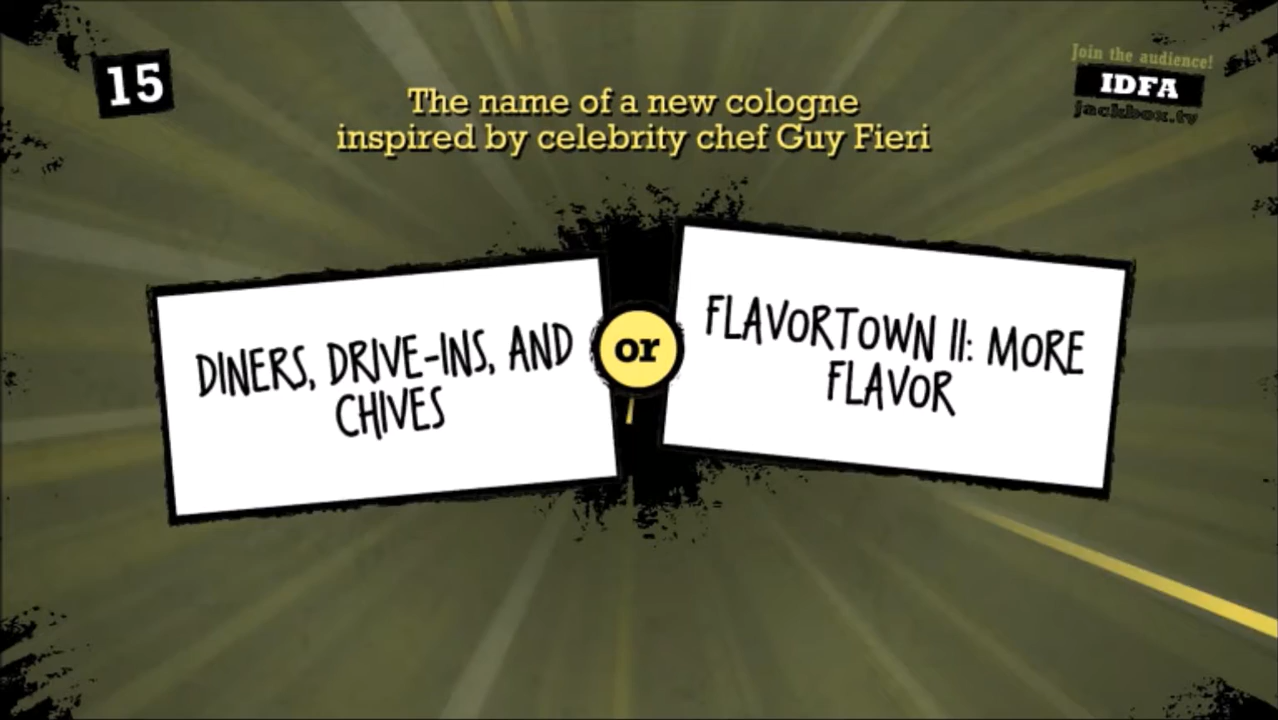 15
Join the audience!
IDFA
jackbox.tv
The name of a new cologne
inspired by celebrity chef Guy Fieri
DINERS, DRIVE-INS, AND
CHIVES
or
FLAVORTOWN II: MORE
FLAVOR